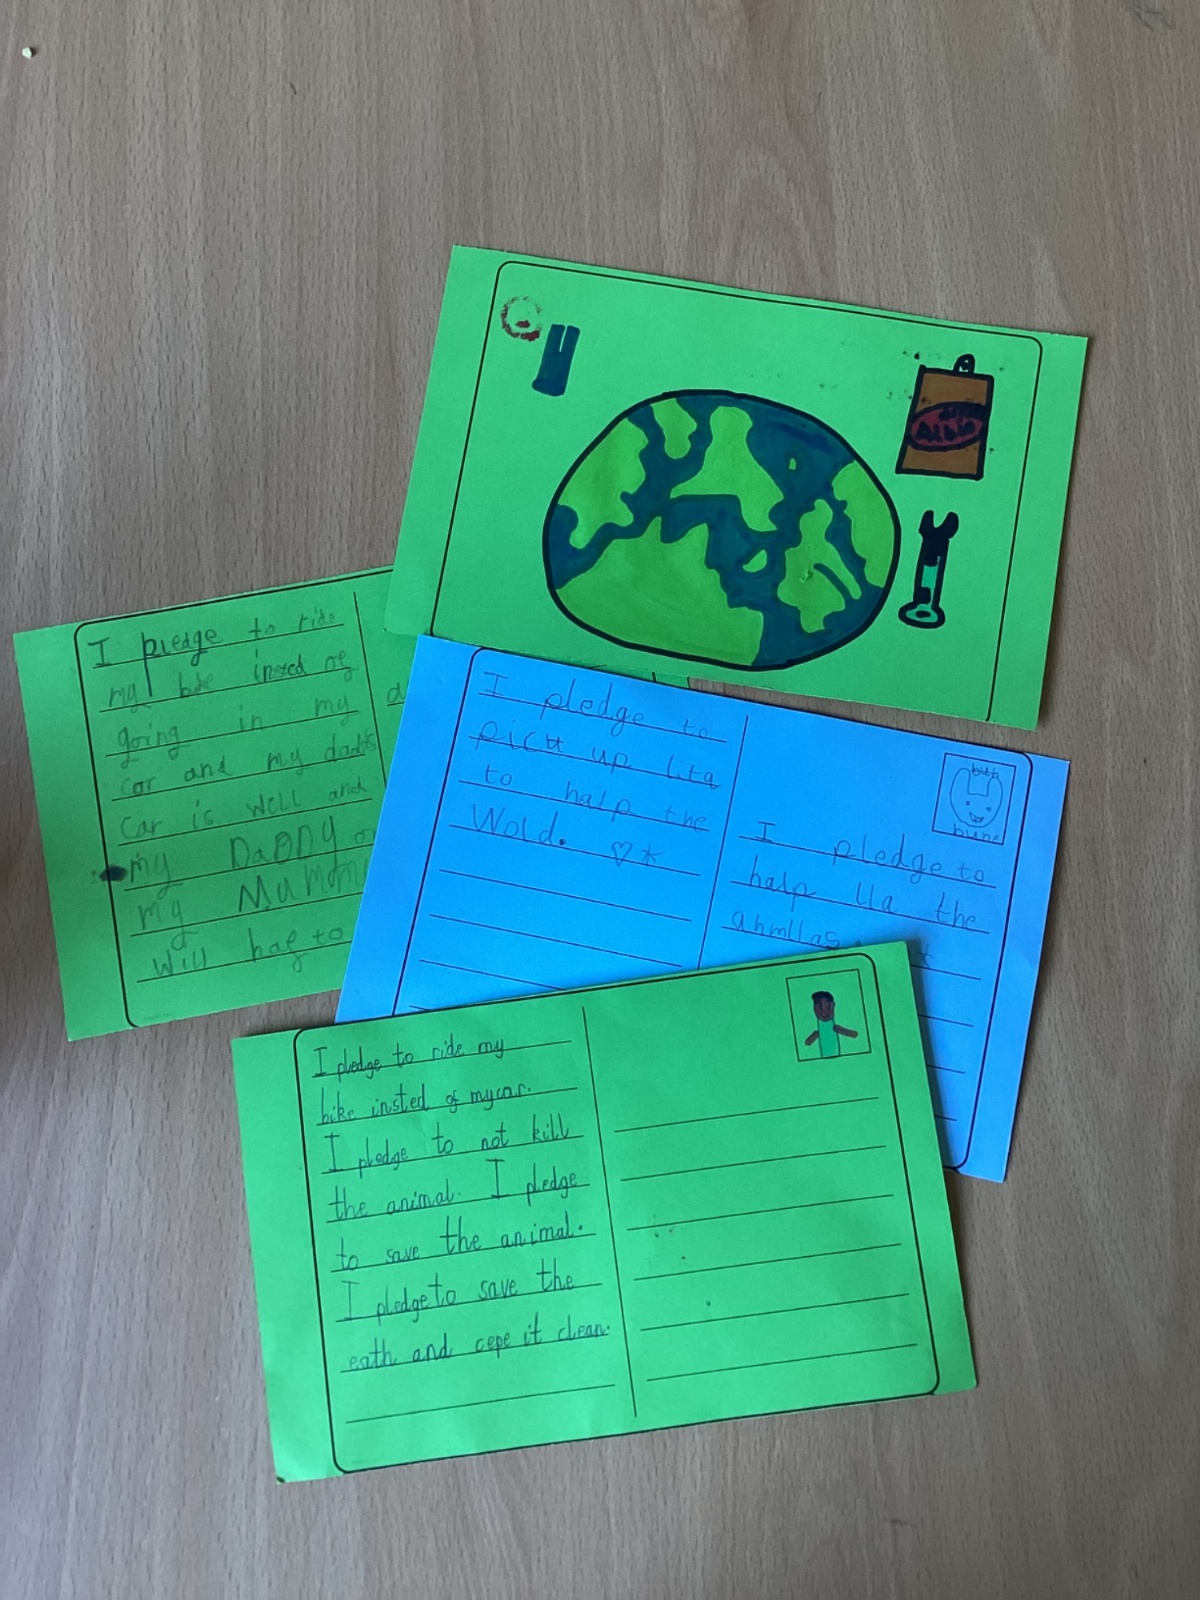 I pledge to ride
my bike insted of
going in my
car and my dad's
car is well and
my DaDDy or
my Mummy
will haf to
I pledge to
pick up lita
to halp the
Wold.
bune
I pledge to
halp lla the
ahmllas
I pledge to ride my
bike insted of my car.
I pledge to not kill
the animal. I pledge
to save the animal.
I pledge to save the
eath and cepe it clean.